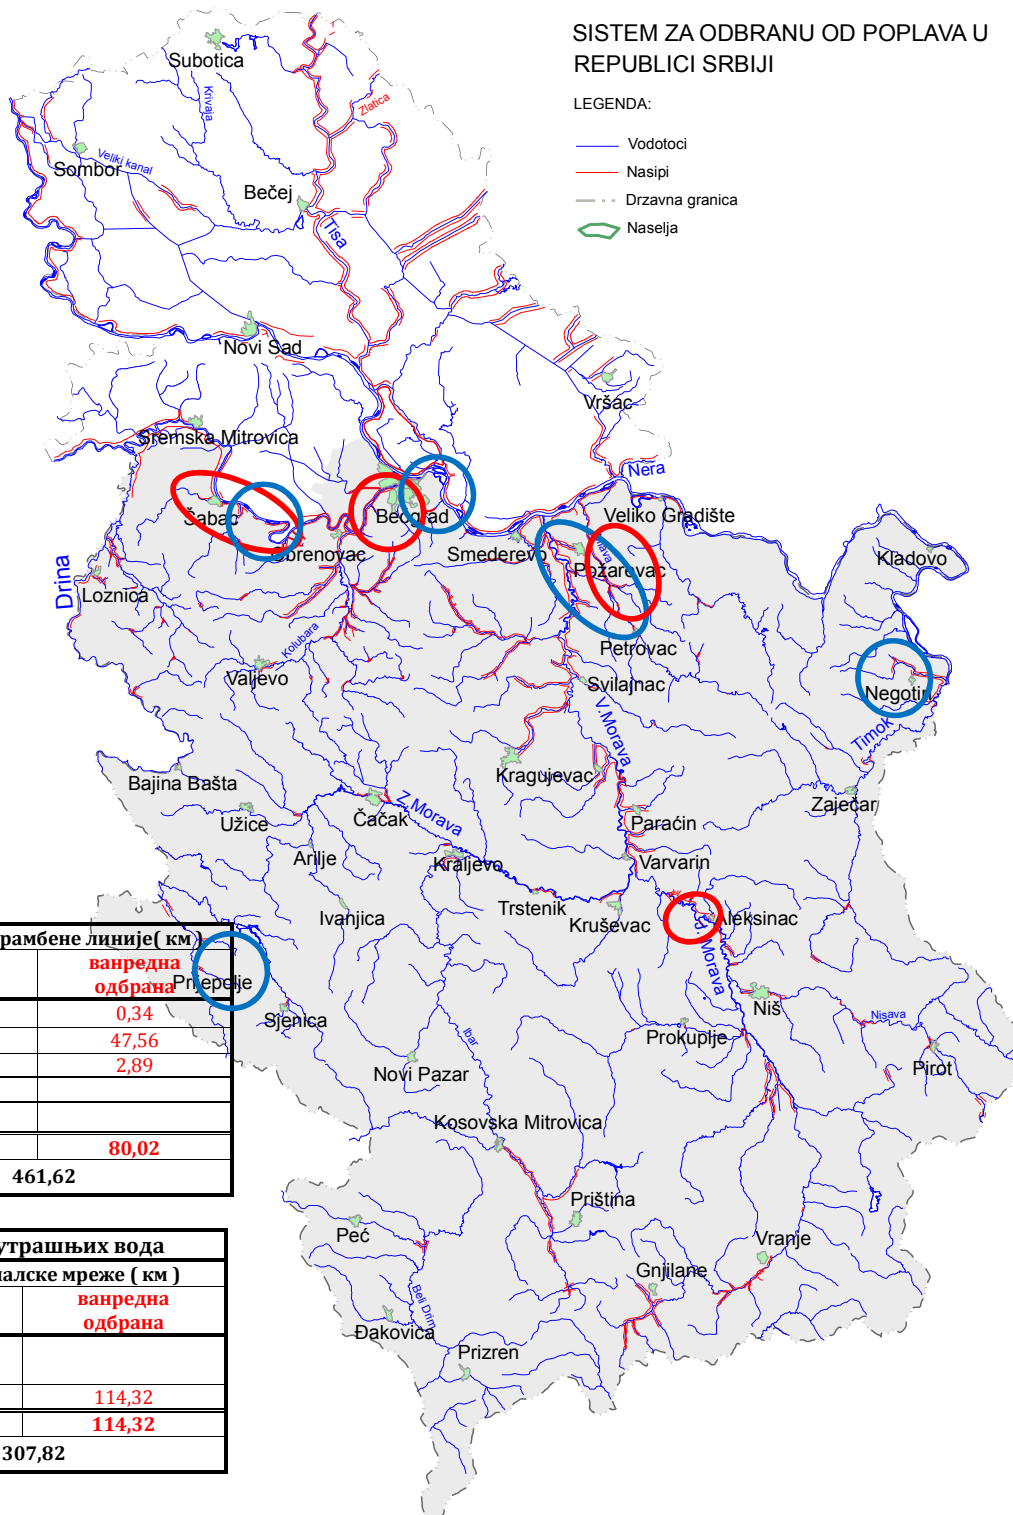 SISTEM ZA ODBRANU OD POPLAVA U
REPUBLICI SRBIJI
LEGENDA:
Vodotoci
Nasipi
Drzavna granica
Naselja
Subotica
Krivaja
Zlatica
Sombor
Veliki kanal
Bečej
Tisa
Novi Sad
Vršac
Sremska Mitrovica
Nera
Šabac
Beograd
Veliko Gradište
Obrenovac
Smederevo
Požarevac
Kladovo
Drina
Loznica
Kolubara
Petrovac
Valjevo
Svilajnac
Negotin
V.Morava
Timok
Bajina Bašta
Kragujevac
Zaječar
Užice
Čačak
Z.Morava
Paraćin
Arilje
Kraljevo
Varvarin
Ivanjica
Trstenik
Kruševac
Aleksinac
J. Morava
Prijepolje
Sjenica
Niš
Nisava
Ibar
Prokuplje
Pirot
Novi Pazar
Kosovska Mitrovica
Priština
Peć
Vranje
Gnjilane
Beli Drim
Đakovica
Prizren
рамбене линије( км )
ванредна
одбрана
0,34
47,56
2,89
80,02
461,62
утрашњих вода
налске мреже ( км )
ванредна
одбрана
114,32
114,32
307,82